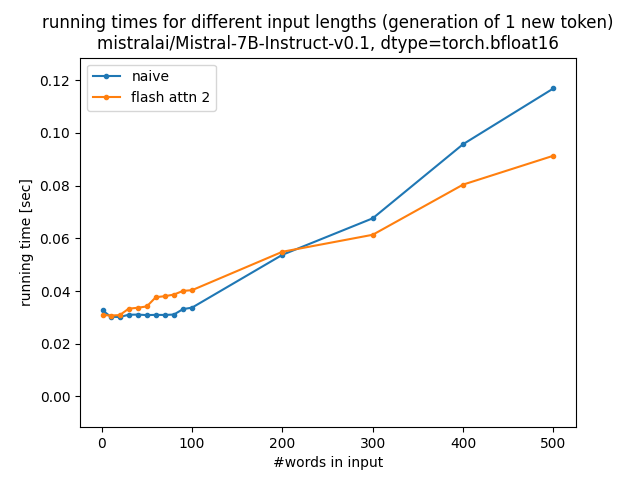 running times for different input lengths (generation of 1 new token)
mistralai/Mistral-7B-Instruct-v0.1, dtype=torch.bfloat16
naive
flash attn 2
0.12
0.10
0.08
0.06
0.04
0.02
0.00
running time [sec]
0 100 200 300 400 500
#words in input